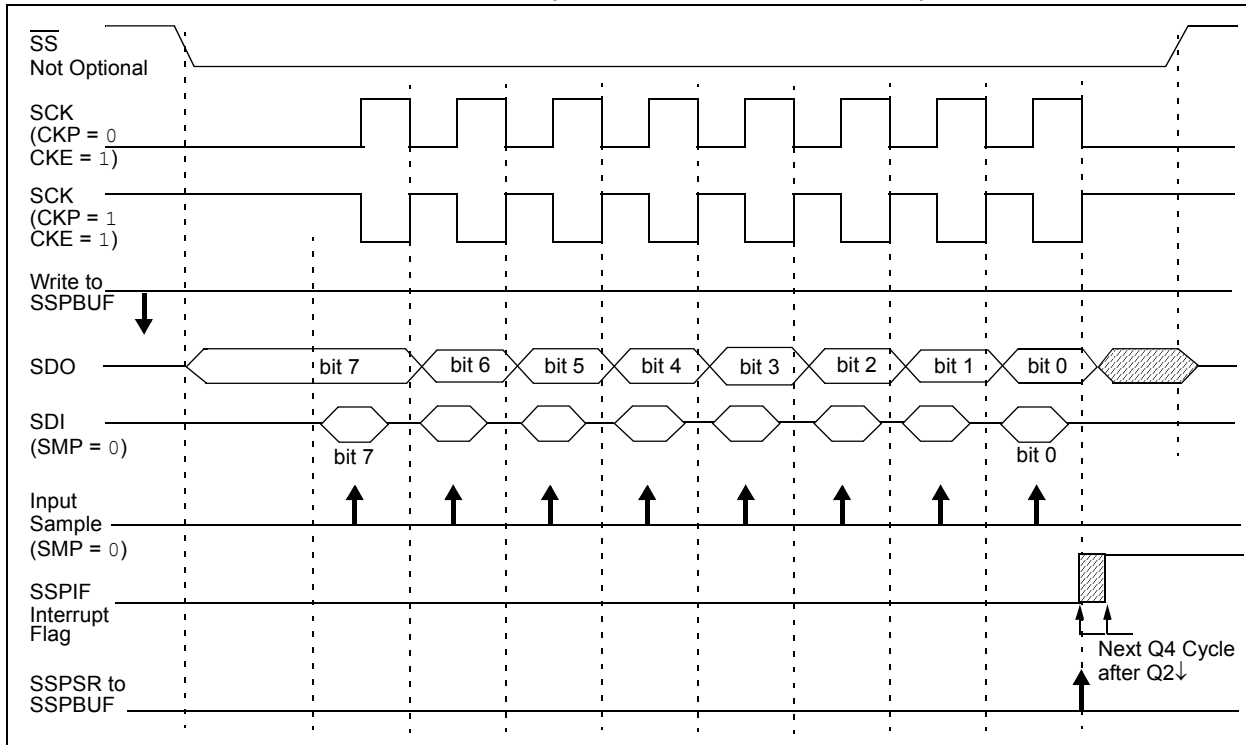 SS
Not Optional
SCK
(CKP = 0
CKE = 1)
SCK
(CKP = 1
CKE = 1)
Write to
SSPBUF
SDO
bit 7 bit 6 bit 5 bit 4 bit 3 bit 2 bit 1 bit 0
SDI
(SMP = 0)
bit 7 bit 0
Input
Sample
(SMP = 0)
SSPIF
Interrupt
Flag
Next Q4 Cycle
after Q2↓
SSPSR to
SSPBUF